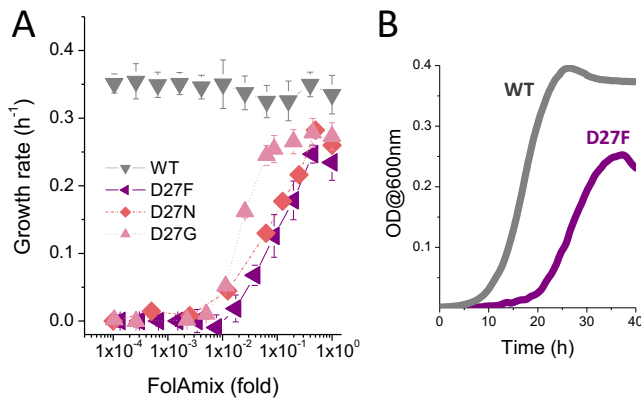 A
Growth rate (h⁻¹)
0.4
0.3
0.2
0.1
0.0
WT
D27F
D27N
D27G
1x10⁻⁴ 1x10⁻³ 1x10⁻² 1x10⁻¹ 1x10⁰
FolAmix (fold)
B
OD@600nm
0.4
0.3
0.2
0.1
WT
D27F
0 10 20 30 40
Time (h)